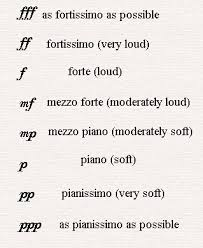 fff as fortissimo as possible
ff fortissimo (very loud)
f forte (loud)
mf mezzo forte (moderately loud)
mp mezzo piano (moderately soft)
p piano (soft)
pp pianissimo (very soft)
ppp as pianissimo as possible